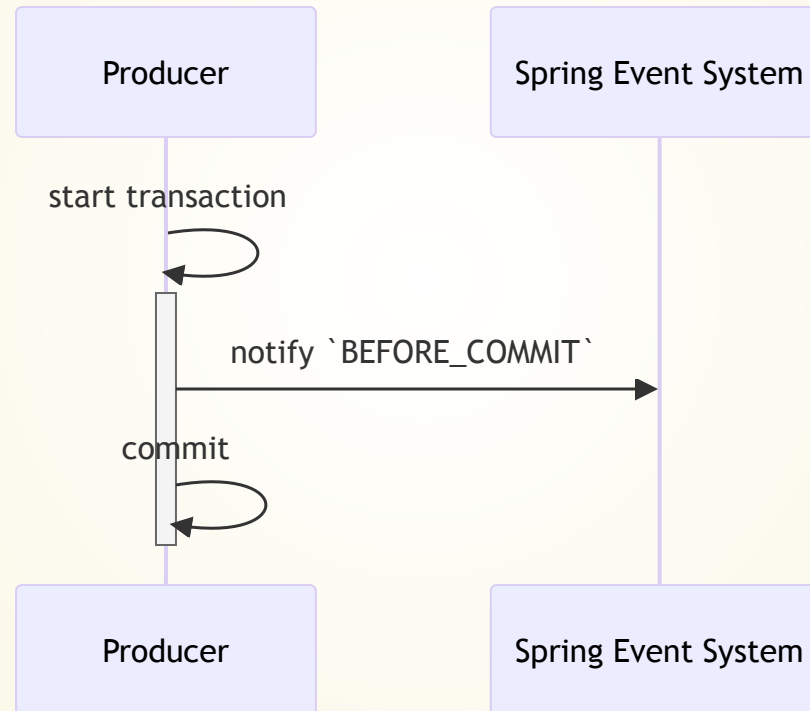 Producer
Spring Event System
start transaction
notify `BEFORE_COMMIT`
commit
Producer
Spring Event System